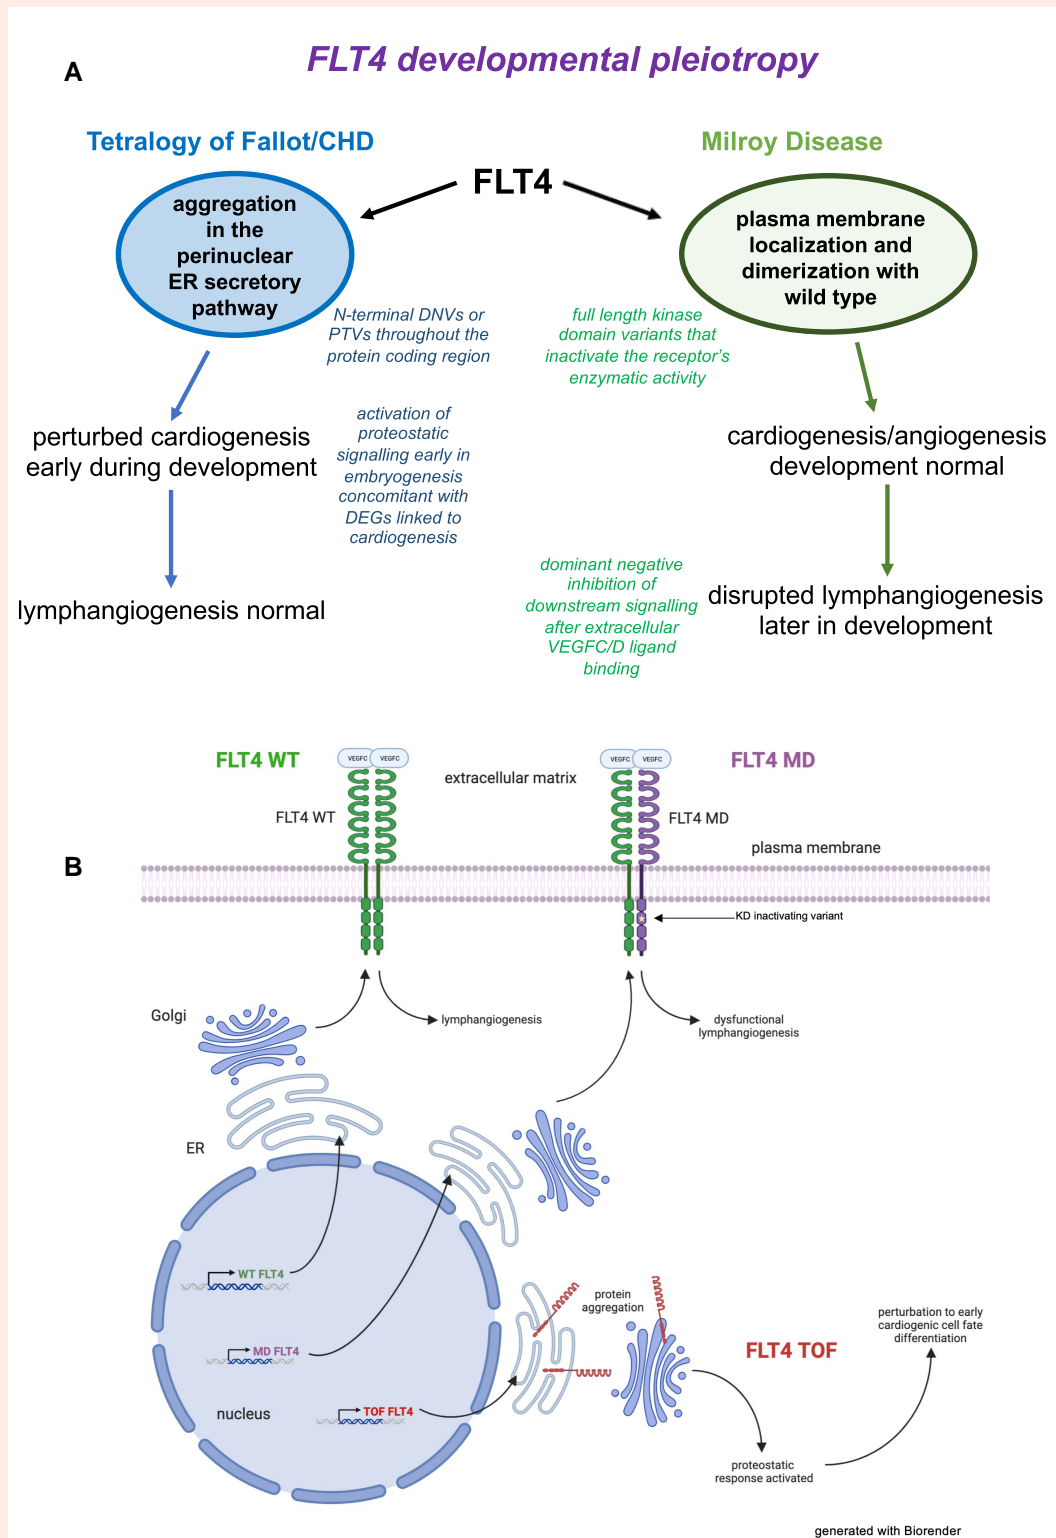 A
FLT4 developmental pleiotropy
Tetralogy of Fallot/CHD
Milroy Disease
FLT4
aggregation
in the
perinuclear
ER secretory
pathway
plasma membrane
localization and
dimerization with
wild type
N-terminal DNVs or
PTVs throughout the
protein coding region
full length kinase
domain variants that
inactivate the receptor's
enzymatic activity
perturbed cardiogenesis
early during development
activation of
proteostatic
signalling early in
embryogenesis
concomitant with
DEGs linked to
cardiogenesis
cardiogenesis/angiogenesis
development normal
lymphangiogenesis normal
dominant negative
inhibition of
downstream signalling
after extracellular
VEGFC/D ligand
binding
disrupted lymphangiogenesis
later in development
B
FLT4 WT
VEGFC VEGFC
extracellular matrix
VEGFC VEGFC
FLT4 MD
FLT4 WT
FLT4 MD
plasma membrane
KD inactivating variant
Golgi
lymphangiogenesis
dysfunctional
lymphangiogenesis
ER
WT FLT4
MD FLT4
TOF FLT4
nucleus
protein
aggregation
FLT4 TOF
perturbation to early
cardiogenic cell fate
differentiation
proteostatic
response activated
generated with Biorender